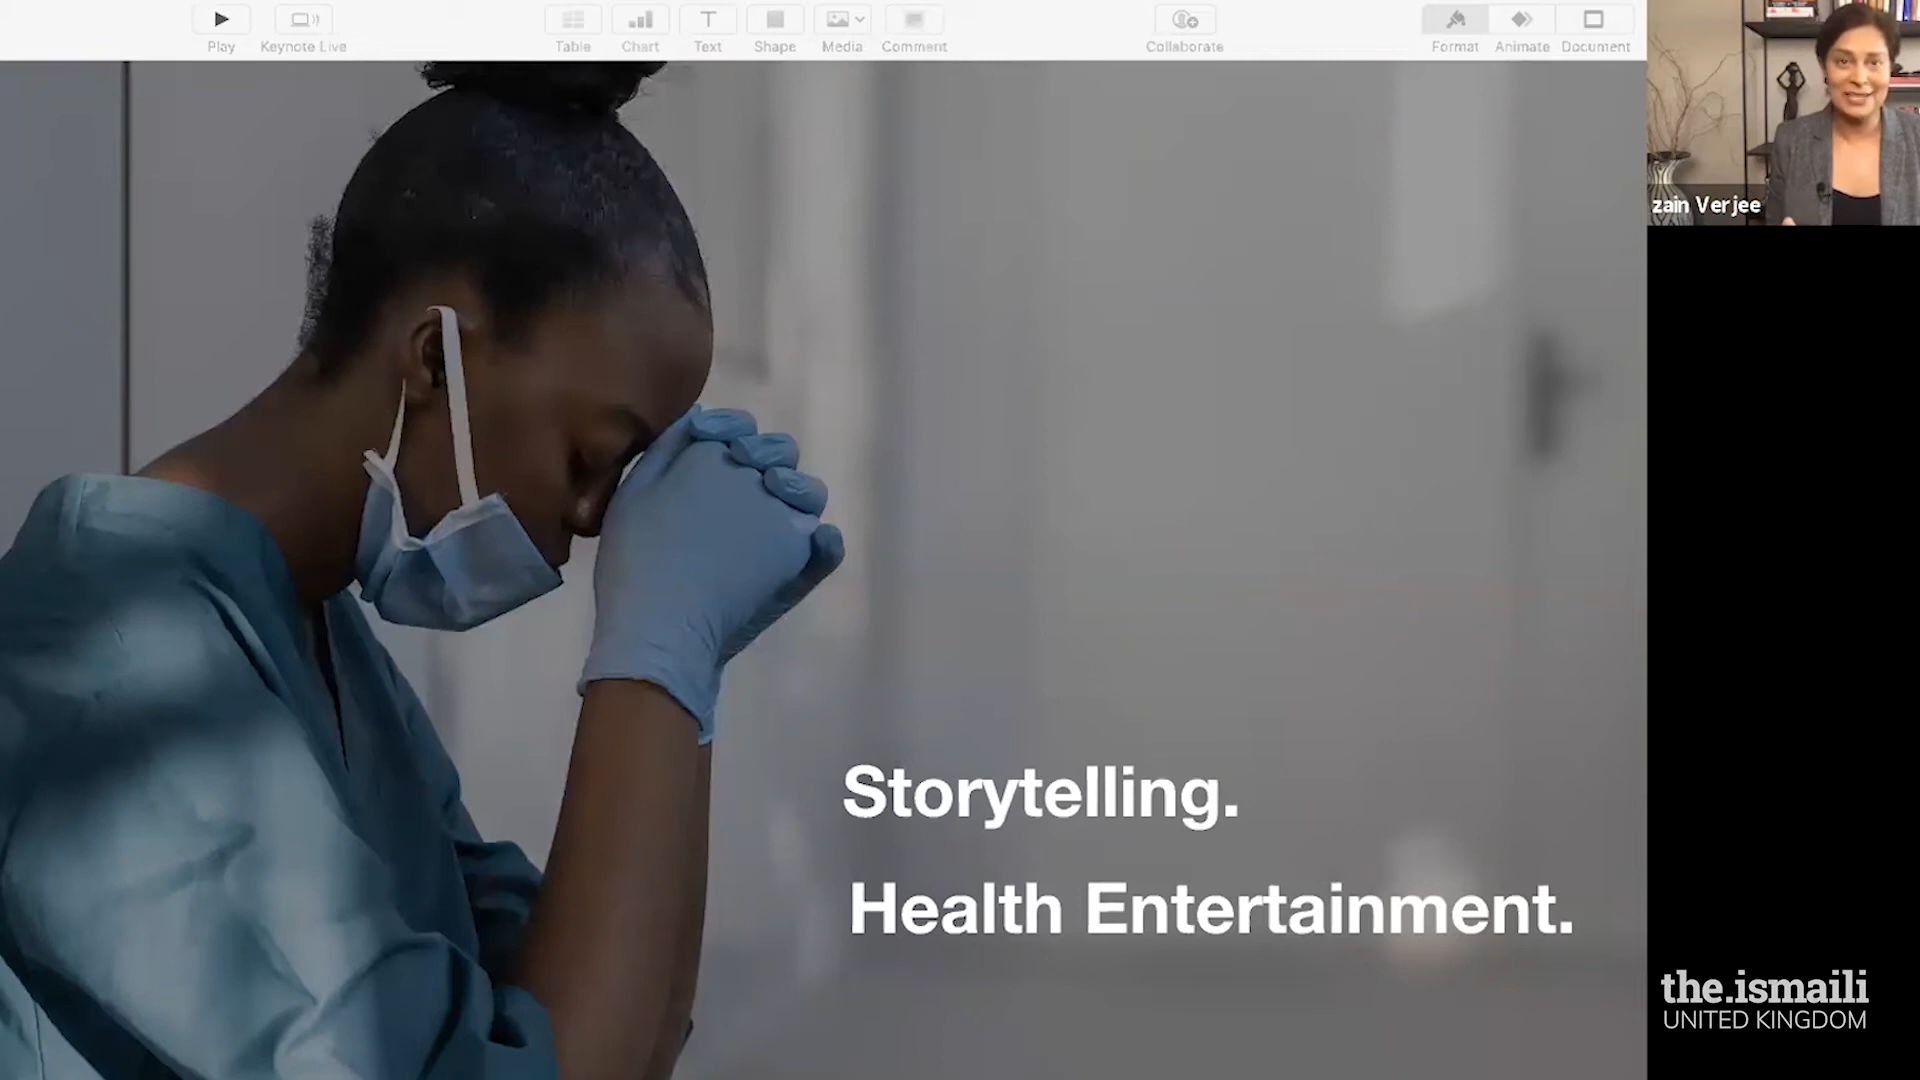 Play
Keynote Live
Table
Chart
Text
Shape
Media
Comment
Collaborate
Format
Animate
Document
zain Verjee
Storytelling.
Health Entertainment.
the.ismaili
UNITED KINGDOM